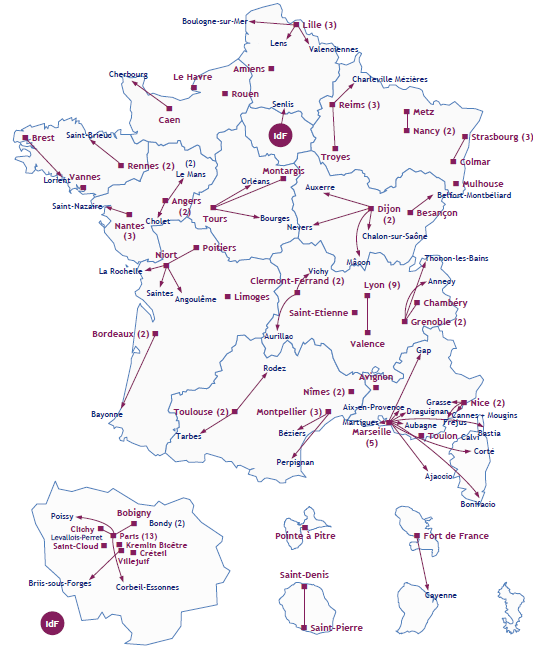 Boulogne-sur-Mer
Lille (3)
Lens
Valenciennes
Cherbourg
Le Havre
Amiens
Charleville Mézières
Rouen
Caen
Senlis
Reims (3)
IdF
Metz
Nancy (2)
Strasbourg (3)
Brest
Saint-Brieuc
Troyes
Colmar
Rennes (2)
(2)
Le Mans
Montargis
Orléans
Lorient
Vannes
Auxerre
Mulhouse
Belfort-Montbéliard
Saint-Nazaire
Angers
(2)
Cholet
Tours
Bourges
Dijon
(2)
Besançon
Nantes
(3)
Nevers
Chalon-sur-Saône
Poitiers
Niort
Mâçon
Thonon-les-Bains
La Rochelle
Vichy
Clermont-Ferrand (2)
Lyon (9)
Annecy
Saintes
Angoulême
Limoges
Chambéry
Saint-Etienne
Grenoble (2)
Bordeaux (2)
Aurillac
Valence
Gap
Rodez
Avignon
Nîmes (2)
Bayonne
Toulouse (2)
Montpellier (3)
Aix-en-Provence
Grasse
Nice (2)
Draguignan
Cannes + Mougins
Martigues
Aubagne
Fréjus
Marseille
(5)
Toulon
Calvi
Bastia
Tarbes
Béziers
Corté
Perpignan
Ajaccio
Bonifacio
Poissy
Bobigny
Bondy (2)
Clichy
Levallois-Perret
Paris (13)
Saint-Cloud
Kremlin Bicêtre
Créteil
Villejuif
Briis-sous-Forges
Corbeil-Essonnes
IdF
Pointe à Pitre
Fort de France
Saint-Denis
Cayenne
Saint-Pierre